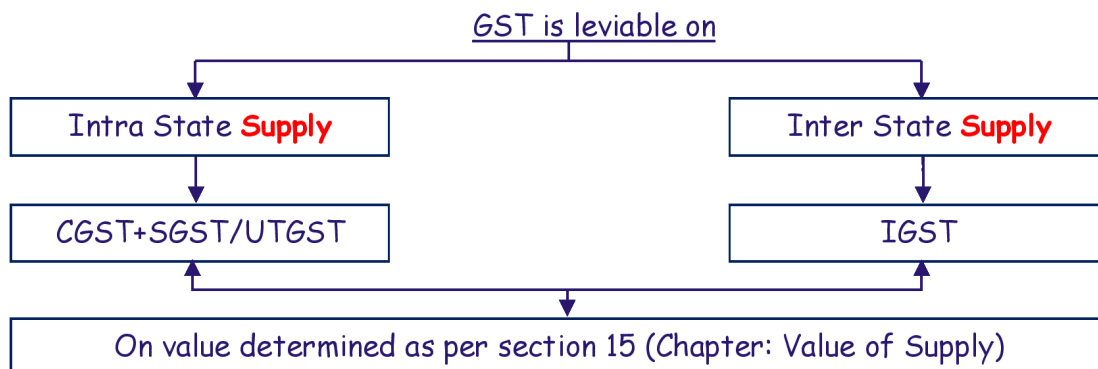 GST is leviable on
Intra State Supply
Inter State Supply
CGST+SGST/UTGST
IGST
On value determined as per section 15 (Chapter: Value of Supply)